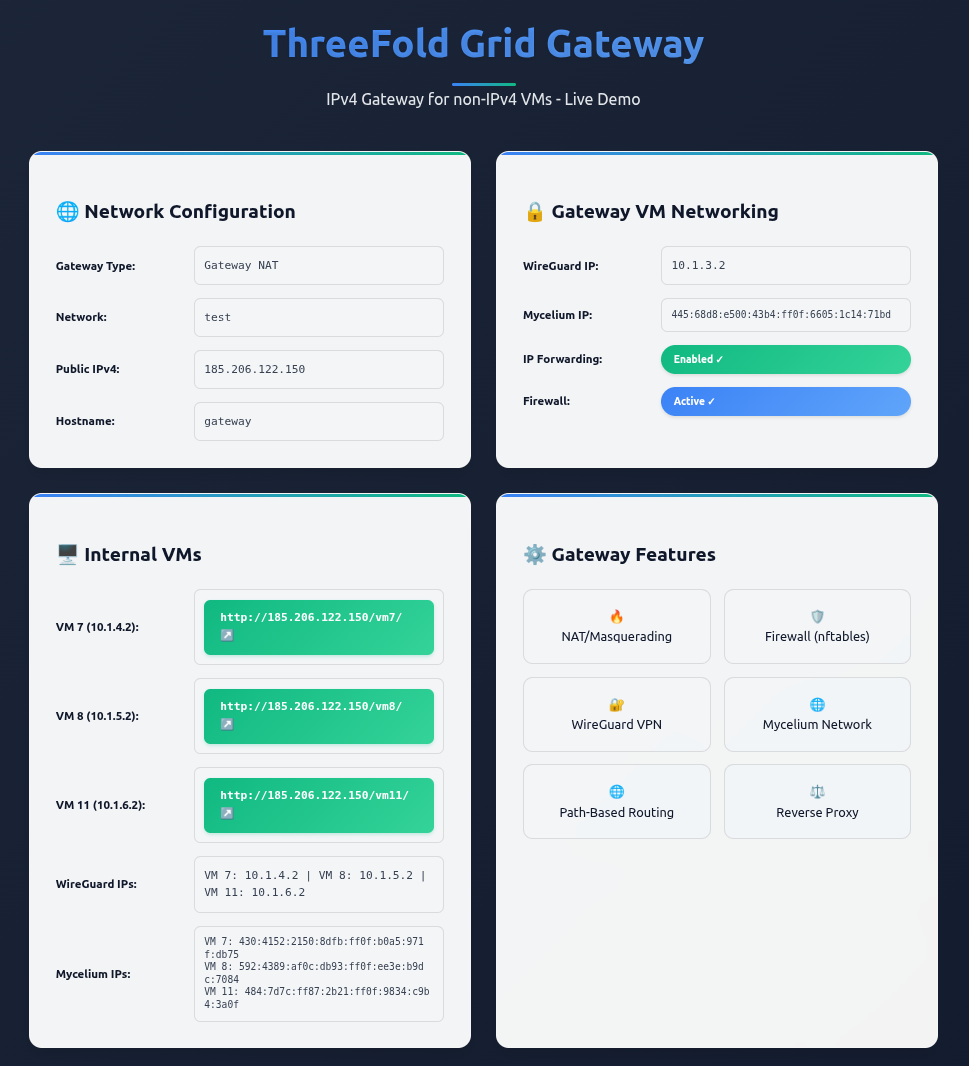 ThreeFold Grid Gateway
IPv4 Gateway for non-IPv4 VMs - Live Demo
🌐 Network Configuration
Gateway Type:
Gateway NAT
Network:
test
Public IPv4:
185.206.122.150
Hostname:
gateway
🔒 Gateway VM Networking
WireGuard IP:
10.1.3.2
Mycelium IP:
445:68d8:e500:43b4:ff0f:6605:1c14:71bd
IP Forwarding:
Enabled ✓
Firewall:
Active ✓
🖥️ Internal VMs
VM 7 (10.1.4.2):
http://185.206.122.150/vm7/
↗️
VM 8 (10.1.5.2):
http://185.206.122.150/vm8/
↗️
VM 11 (10.1.6.2):
http://185.206.122.150/vm11/
↗️
WireGuard IPs:
VM 7: 10.1.4.2 | VM 8: 10.1.5.2 |
VM 11: 10.1.6.2
Mycelium IPs:
VM 7: 430:4152:2150:8dfb:ff0f:b0a5:971
f:db75
VM 8: 592:4389:af0c:db93:ff0f:ee3e:b9d
c:7084
VM 11: 484:7d7c:ff87:2b21:ff0f:9834:c9b
4:3a0f
⚙️ Gateway Features
🔥
NAT/Masquerading
🛡️
Firewall (nftables)
🔐
WireGuard VPN
🌐
Mycelium Network
🌐
Path-Based Routing
⚖️
Reverse Proxy